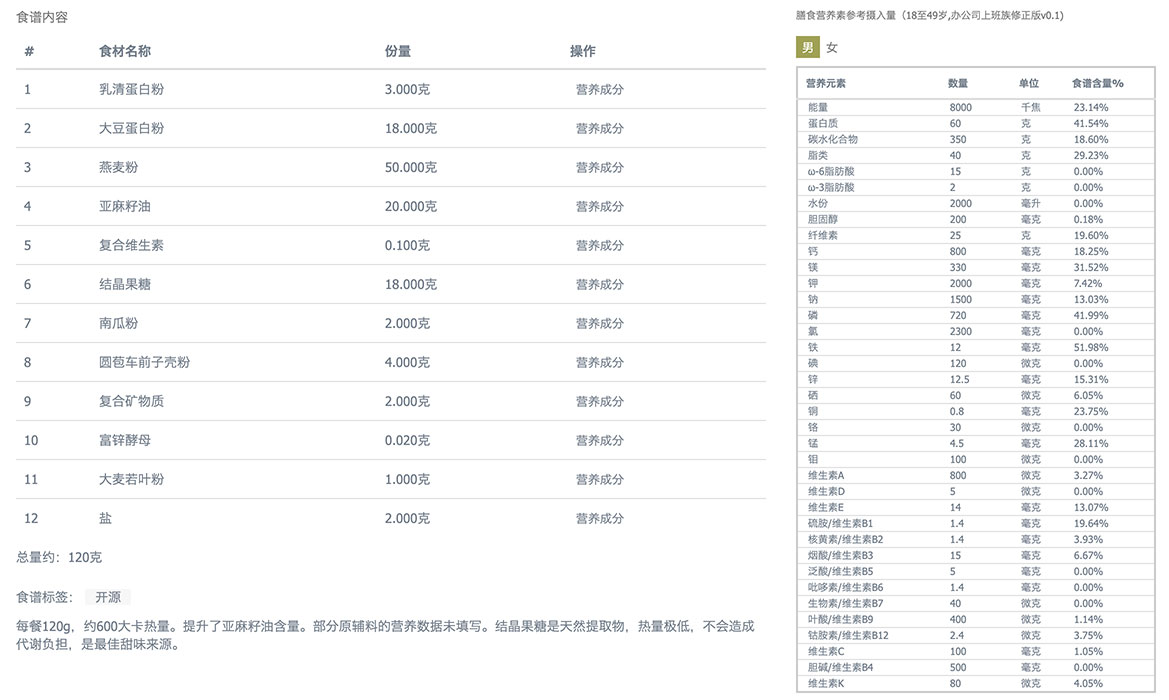 食谱内容
# 食材名称 份量 操作
1 乳清蛋白粉 3.000克 营养成分
2 大豆蛋白粉 18.000克 营养成分
3 燕麦粉 50.000克 营养成分
4 亚麻籽油 20.000克 营养成分
5 复合维生素 0.100克 营养成分
6 结晶果糖 18.000克 营养成分
7 南瓜粉 2.000克 营养成分
8 圆苞车前子壳粉 4.000克 营养成分
9 复合矿物质 2.000克 营养成分
10 富锌酵母 0.020克 营养成分
11 大麦若叶粉 1.000克 营养成分
12 盐 2.000克 营养成分
总量约：120克
食谱标签： 开源
每餐120g，约600大卡热量。提升了亚麻籽油含量。部分原辅料的营养数据未填写。结晶果糖是天然提取物，热量极低，不会造成
代谢负担，是最佳甜味来源。
膳食营养素参考摄入量（18至49岁,办公司上班族修正版v0.1)
男 女
营养元素 数量 单位 食谱含量%
能量 8000 千焦 23.14%
蛋白质 60 克 41.54%
碳水化合物 350 克 18.60%
脂类 40 克 29.23%
ω-6脂肪酸 15 克 0.00%
ω-3脂肪酸 2 克 0.00%
水份 2000 毫升 0.00%
胆固醇 200 毫克 0.18%
纤维素 25 克 19.60%
钙 800 毫克 18.25%
镁 330 毫克 31.52%
钾 2000 毫克 7.42%
钠 1500 毫克 13.03%
磷 720 毫克 41.99%
氯 2300 毫克 0.00%
铁 12 毫克 51.98%
碘 120 微克 0.00%
锌 12.5 毫克 15.31%
硒 60 微克 6.05%
铜 0.8 毫克 23.75%
铬 30 微克 0.00%
锰 4.5 毫克 28.11%
钼 100 微克 0.00%
维生素A 800 微克 3.27%
维生素D 5 微克 0.00%
维生素E 14 毫克 13.07%
硫胺/维生素B1 1.4 毫克 19.64%
核黄素/维生素B2 1.4 毫克 3.93%
烟酸/维生素B3 15 毫克 6.67%
泛酸/维生素B5 5 毫克 0.00%
吡哆素/维生素B6 1.4 毫克 0.00%
生物素/维生素B7 40 微克 0.00%
叶酸/维生素B9 400 微克 1.14%
钴胺素/维生素B12 2.4 微克 3.75%
维生素C 100 毫克 1.05%
胆碱/维生素B4 500 毫克 0.00%
维生素K 80 微克 4.05%